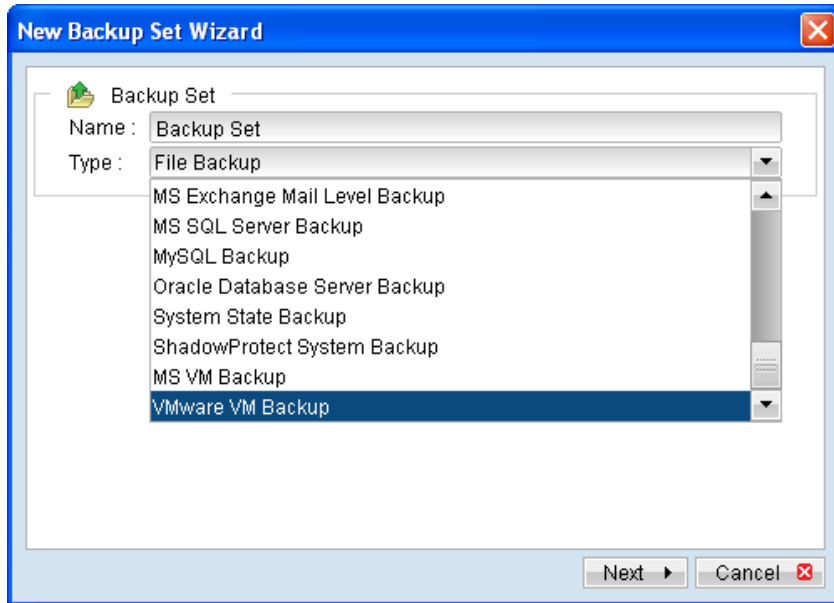 New Backup Set Wizard
Backup Set
Name : Backup Set
Type : File Backup
MS Exchange Mail Level Backup
MS SQL Server Backup
MySQL Backup
Oracle Database Server Backup
System State Backup
ShadowProtect System Backup
MS VM Backup
VMware VM Backup
Next Cancel